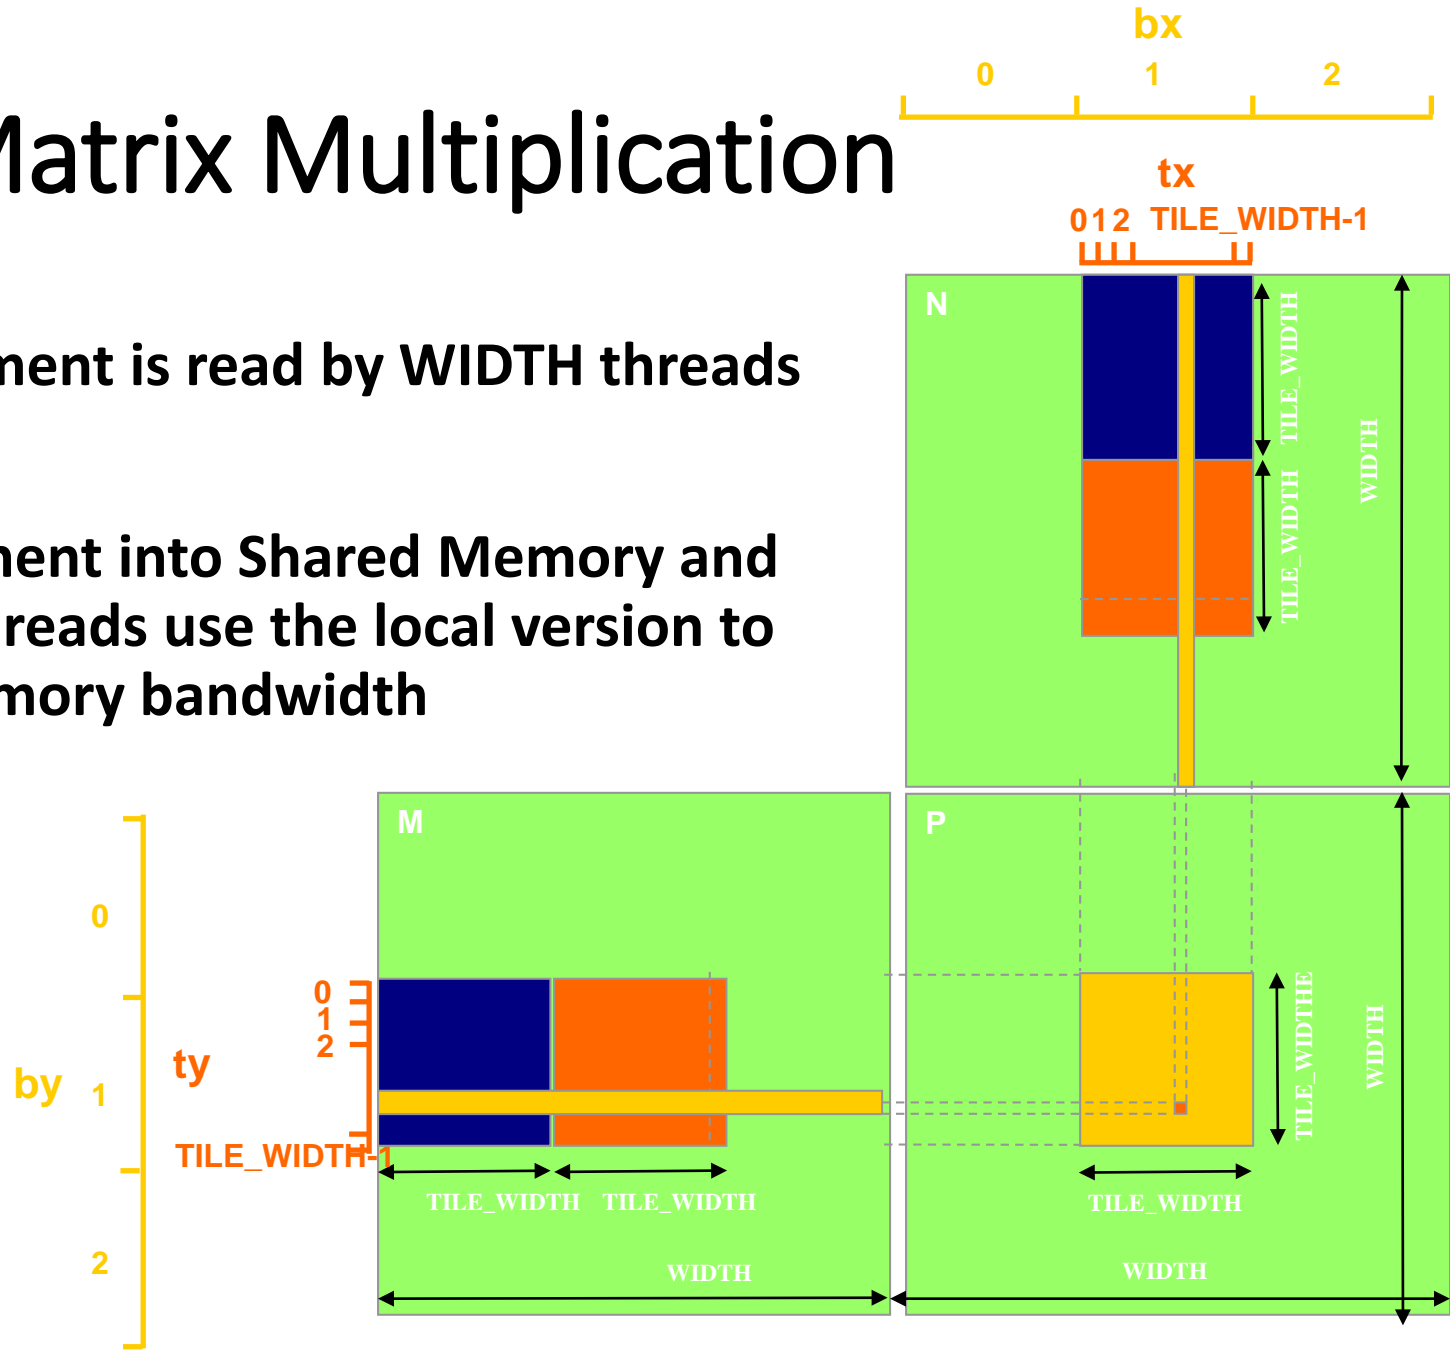 bx
0 1 2
Matrix Multiplication
tx
0 1 2 TILE_WIDTH-1
N
TILE_WIDTH
WIDTH
ment is read by WIDTH threads
TILE_WIDTH
ment into Shared Memory and
reads use the local version to
mory bandwidth
M
P
0
0
1
2
ty
by
1
TILE_WIDTH-1
TILE_WIDTHE
WIDTH
TILE_WIDTH TILE_WIDTH
TILE_WIDTH
2
WIDTH
WIDTH